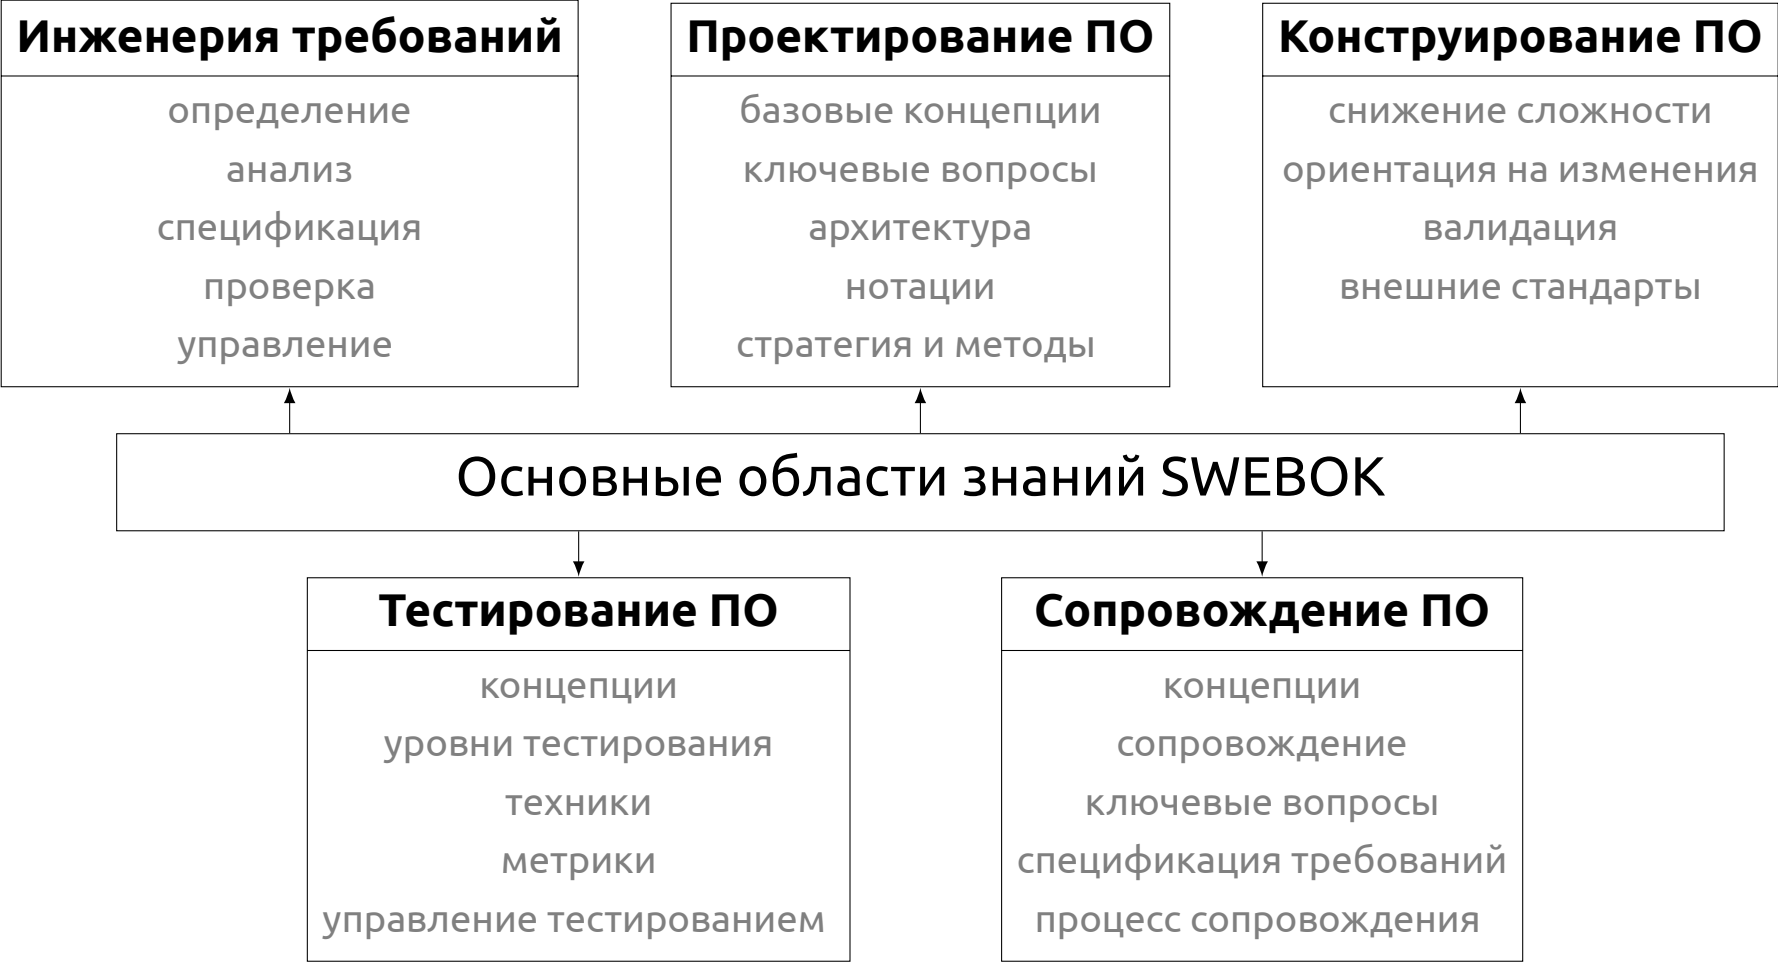 Инженерия требований
определение
анализ
спецификация
проверка
управление
Проектирование ПО
базовые концепции
ключевые вопросы
архитектура
нотации
стратегия и методы
Конструирование ПО
снижение сложности
ориентация на изменения
валидация
внешние стандарты
Основные области знаний SWEBOK
Тестирование ПО
концепции
уровни тестирования
техники
метрики
управление тестированием
Сопровождение ПО
концепции
сопровождение
ключевые вопросы
спецификация требований
процесс сопровождения